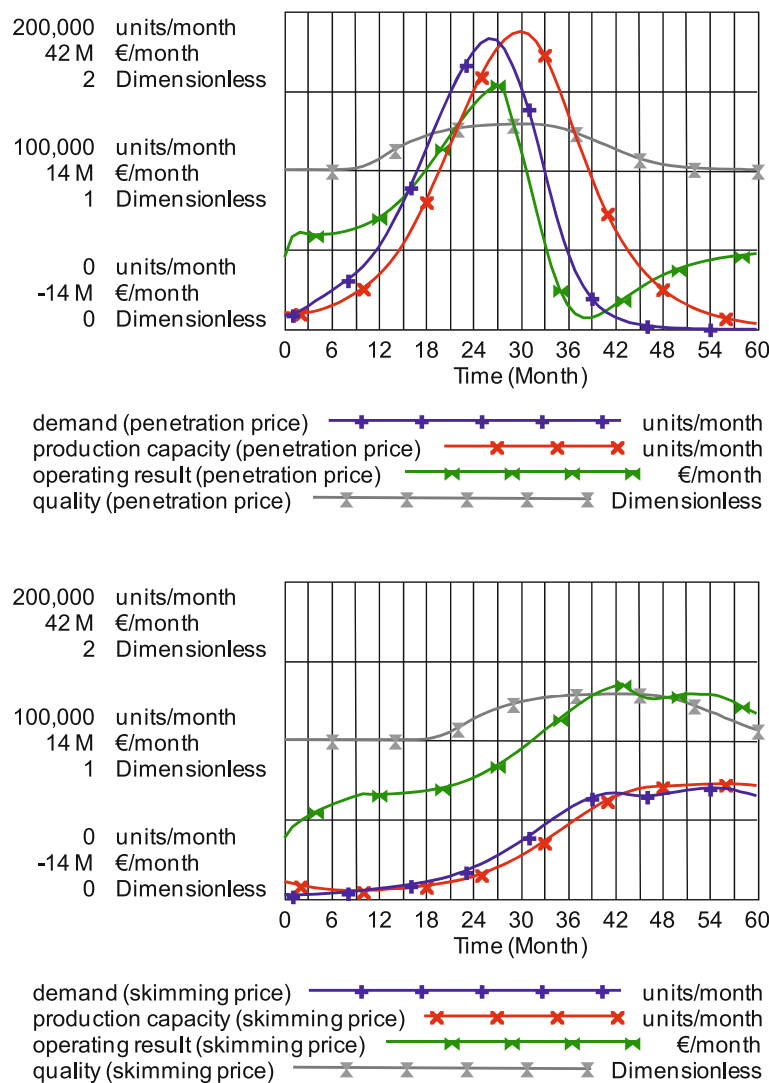 200,000 units/month
42 M €/month
2 Dimensionless
100,000 units/month
14 M €/month
1 Dimensionless
0 units/month
-14 M €/month
0 Dimensionless
0 6 12 18 24 30 36 42 48 54 60
Time (Month)
demand (penetration price) units/month
production capacity (penetration price) units/month
operating result (penetration price) €/month
quality (penetration price) Dimensionless
200,000 units/month
42 M €/month
2 Dimensionless
100,000 units/month
14 M €/month
1 Dimensionless
0 units/month
-14 M €/month
0 Dimensionless
0 6 12 18 24 30 36 42 48 54 60
Time (Month)
demand (skimming price) units/month
production capacity (skimming price) units/month
operating result (skimming price) €/month
quality (skimming price) Dimensionless